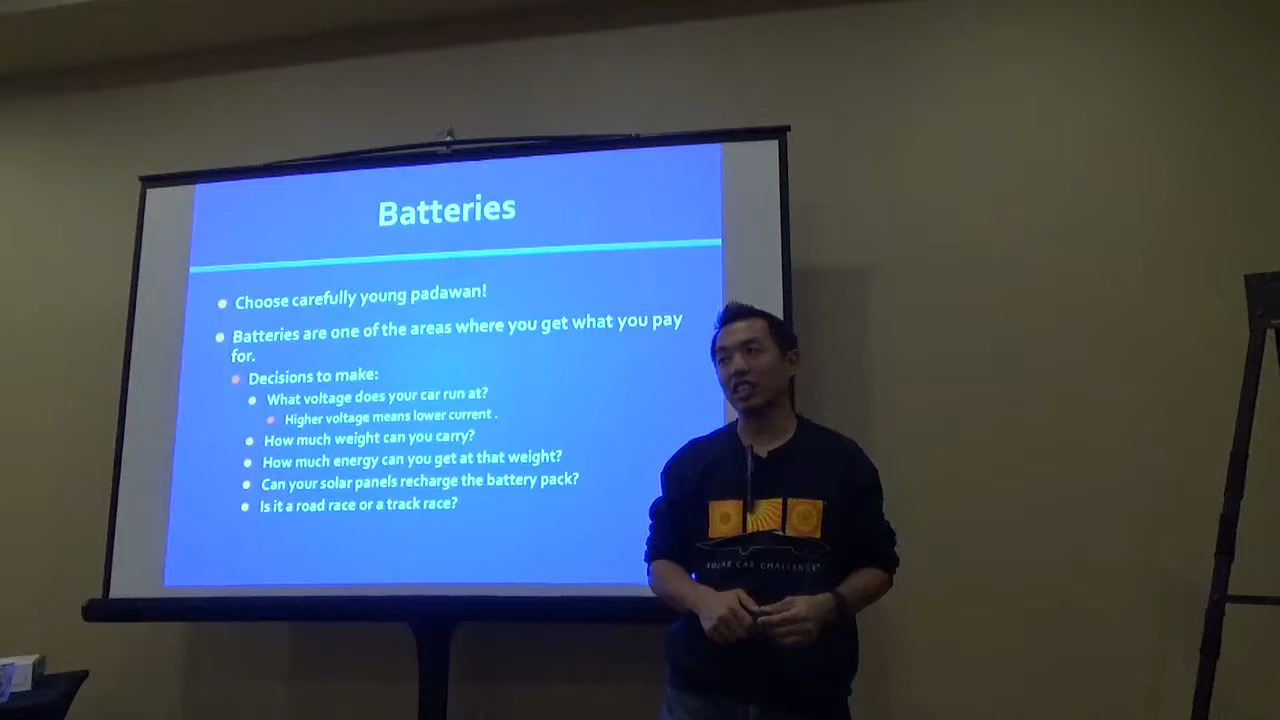 Batteries
Choose carefully young padawan!
Batteries are one of the areas where you get what you pay
for.
Decisions to make:
What voltage does your car run at?
Higher voltage means lower current .
How much weight can you carry?
How much energy can you get at that weight?
Can your solar panels recharge the battery pack?
Is it a road race or a track race?
SOLAR CAR CHALLENGE